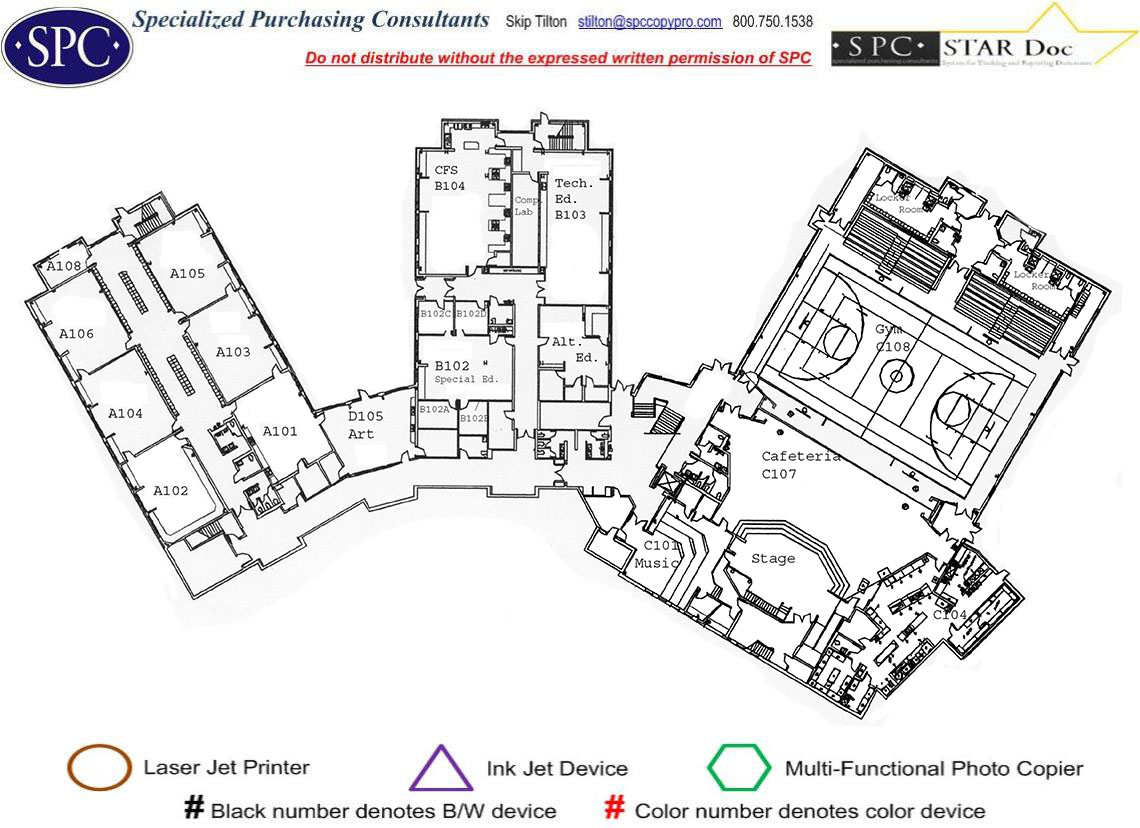 SPC
Specialized Purchasing Consultants Skip Tilton stilton@spccopypro.com 800.750.1538
Do not distribute without the expressed written permission of SPC
• S P C • STAR Doc
specialized purchasing consultants System for Tracking and Reporting Documents
CFS
B104
Tech.
Ed.
B103
Comp
Lab
Locker
Room
Locker
Room
A108
A105
A106
A103
A104
A101
A102
B102C
B102D
B102
Special Ed.
B102A
B102B
Alt.
Ed.
D105
Art
Gym
C108
Cafeteria
C107
C101
Music
Stage
C104
Laser Jet Printer
Ink Jet Device
Multi-Functional Photo Copier
# Black number denotes B/W device
# Color number denotes color device